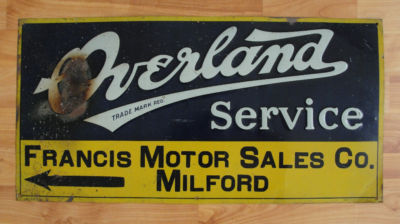 Overland
TRADE MARK REG.
Service
FRANCIS MOTOR SALES CO.
MILFORD